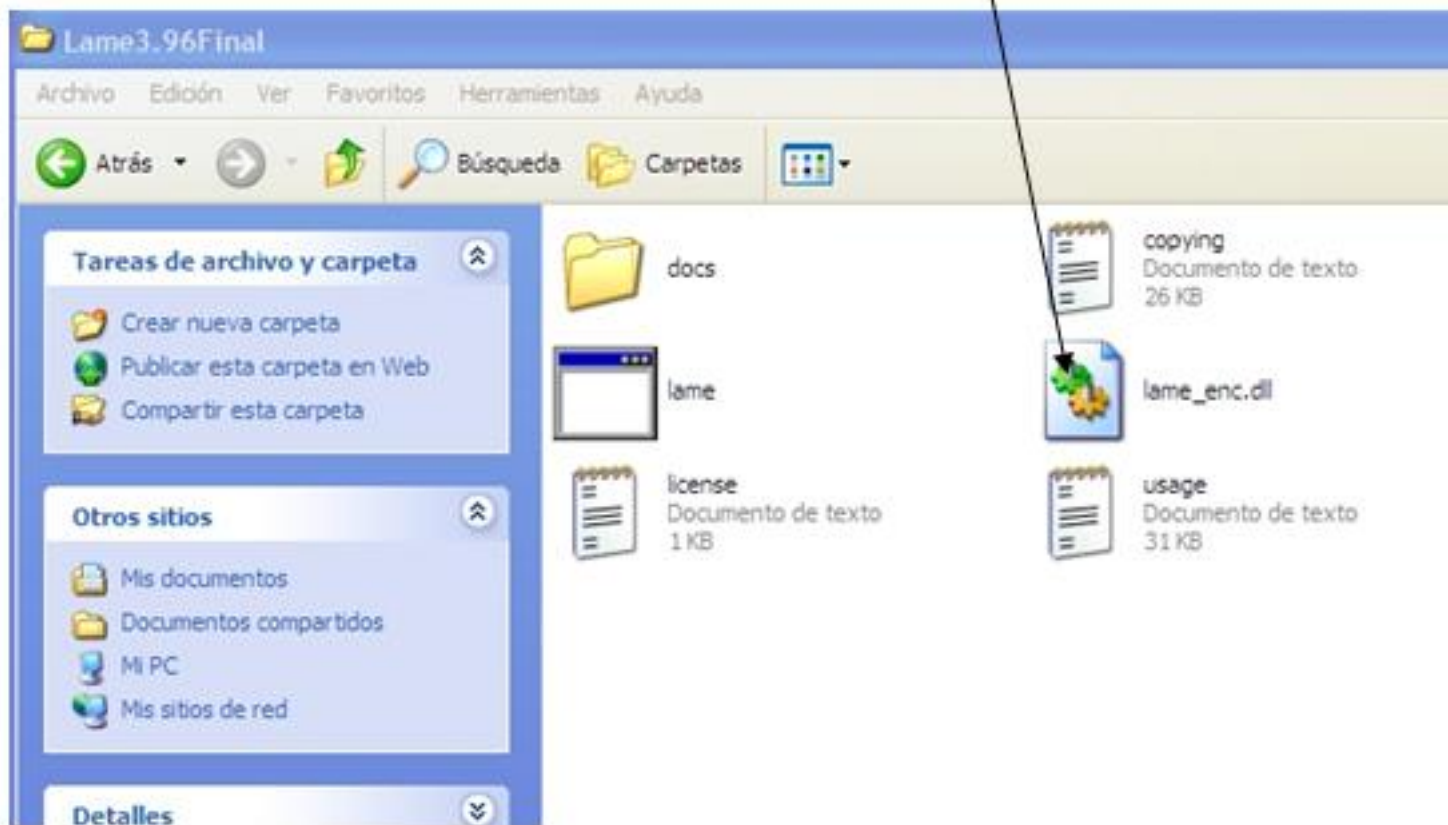 Lame3.96Final
Archivo Edición Ver Favoritos Herramientas Ayuda
Atrás Búsqueda Carpetas
Tareas de archivo y carpeta
Crear nueva carpeta
Publicar esta carpeta en Web
Compartir esta carpeta
Otros sitios
Mis documentos
Documentos compartidos
Mi PC
Mis sitios de red
Detalles
docs
copying
Documento de texto
26 KB
lame
lame_enc.dll
license
Documento de texto
1 KB
usage
Documento de texto
31 KB